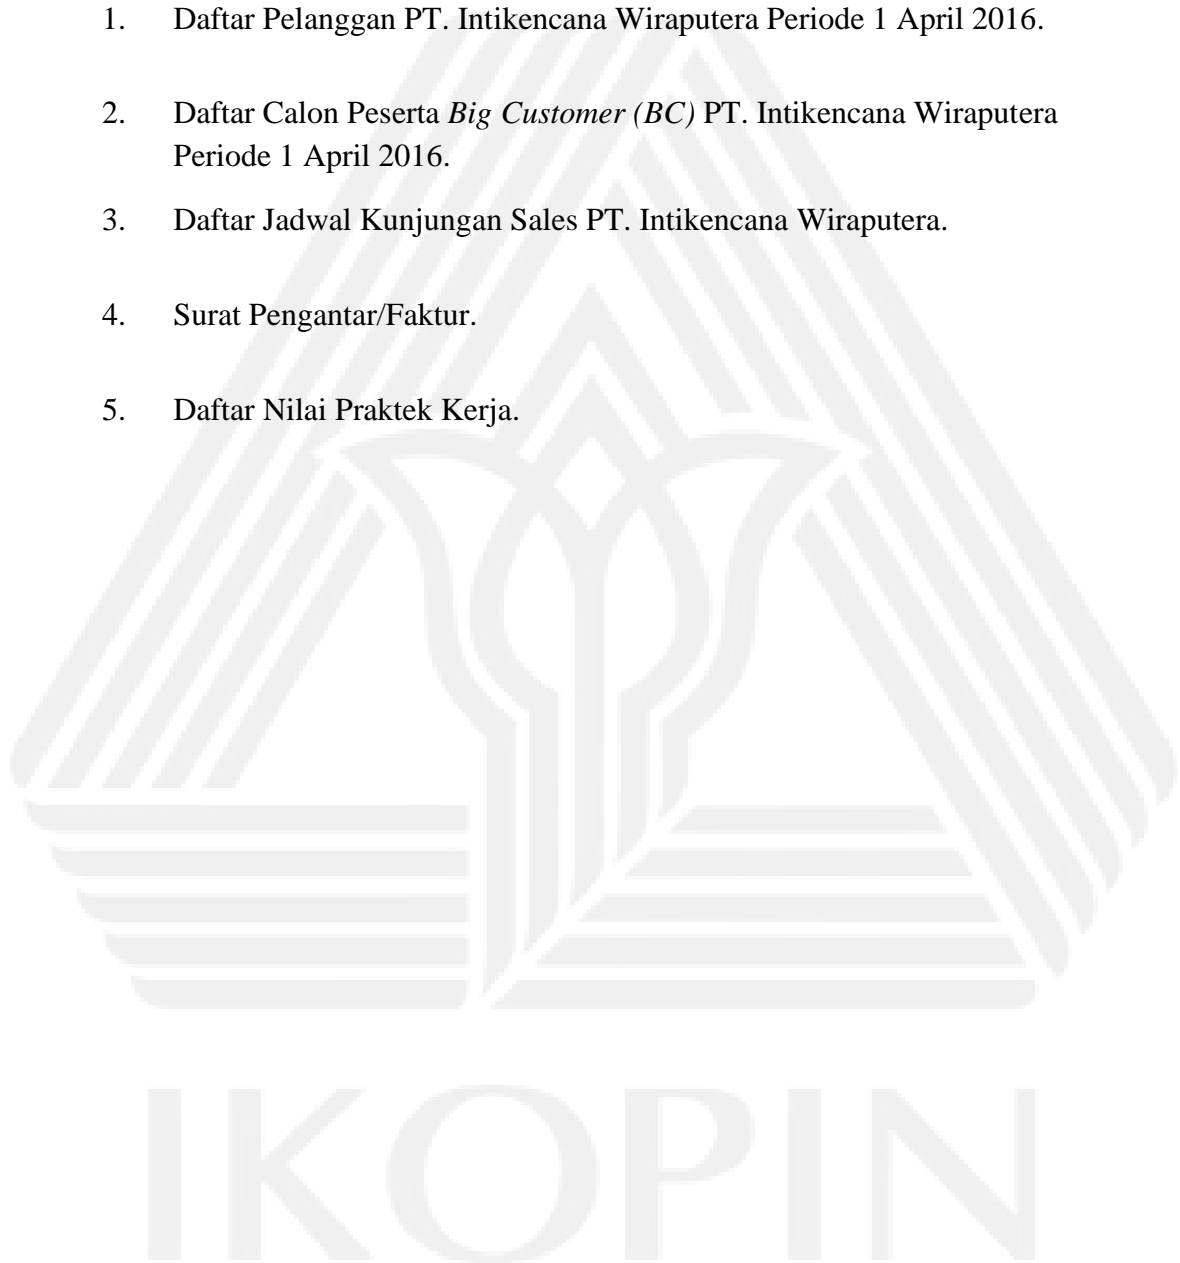 1. Daftar Pelanggan PT. Intikencana Wiraputera Periode 1 April 2016.
2. Daftar Calon Peserta Big Customer (BC) PT. Intikencana Wiraputera
Periode 1 April 2016.
3. Daftar Jadwal Kunjungan Sales PT. Intikencana Wiraputera.
4. Surat Pengantar/Faktur.
5. Daftar Nilai Praktek Kerja.
IKOPIN